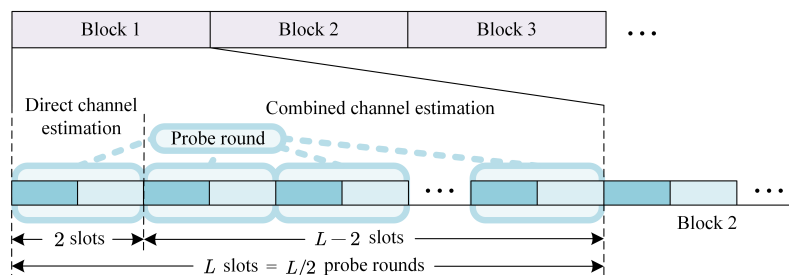 Block 1
Block 2
Block 3
...
Direct channel
estimation
Combined channel estimation
Probe round
...
...
Block 2
2 slots
L − 2 slots
L slots = L/2 probe rounds